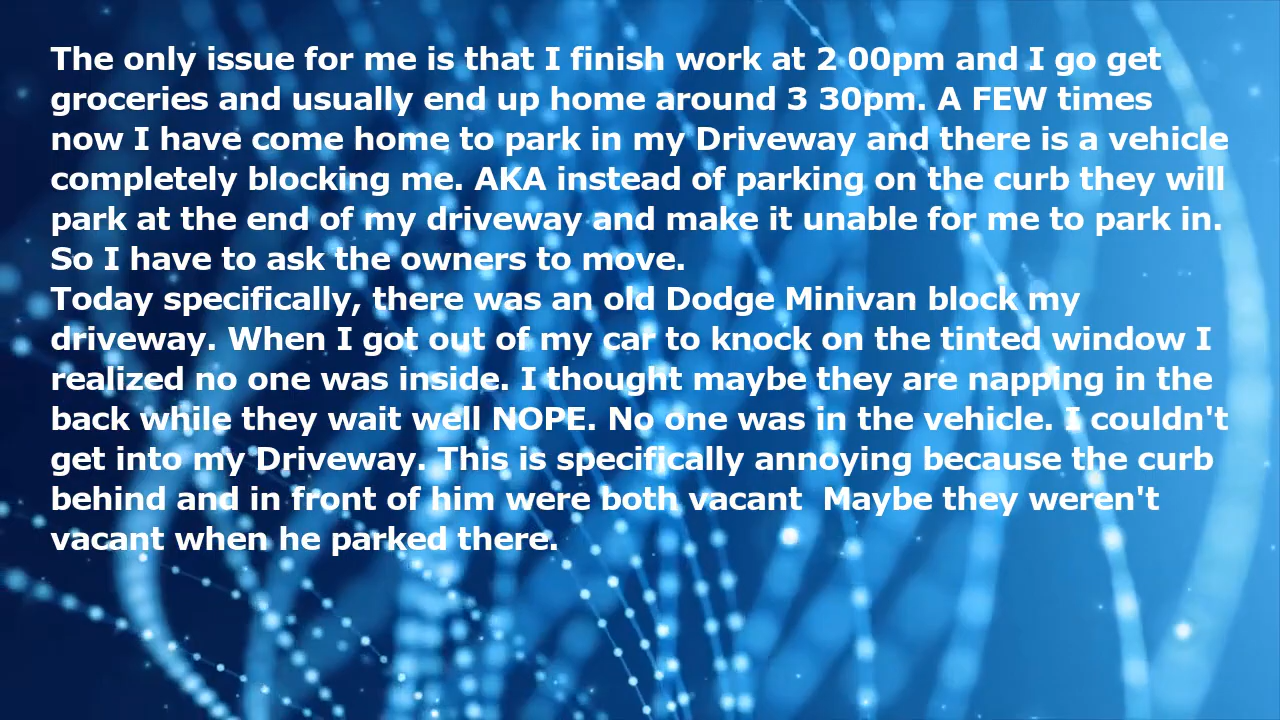 The only issue for me is that I finish work at 2 00pm and I go get
groceries and usually end up home around 3 30pm. A FEW times
now I have come home to park in my Driveway and there is a vehicle
completely blocking me. AKA instead of parking on the curb they will
park at the end of my driveway and make it unable for me to park in.
So I have to ask the owners to move.
Today specifically, there was an old Dodge Minivan block my
driveway. When I got out of my car to knock on the tinted window I
realized no one was inside. I thought maybe they are napping in the
back while they wait well NOPE. No one was in the vehicle. I couldn't
get into my Driveway. This is specifically annoying because the curb
behind and in front of him were both vacant  Maybe they weren't
vacant when he parked there.